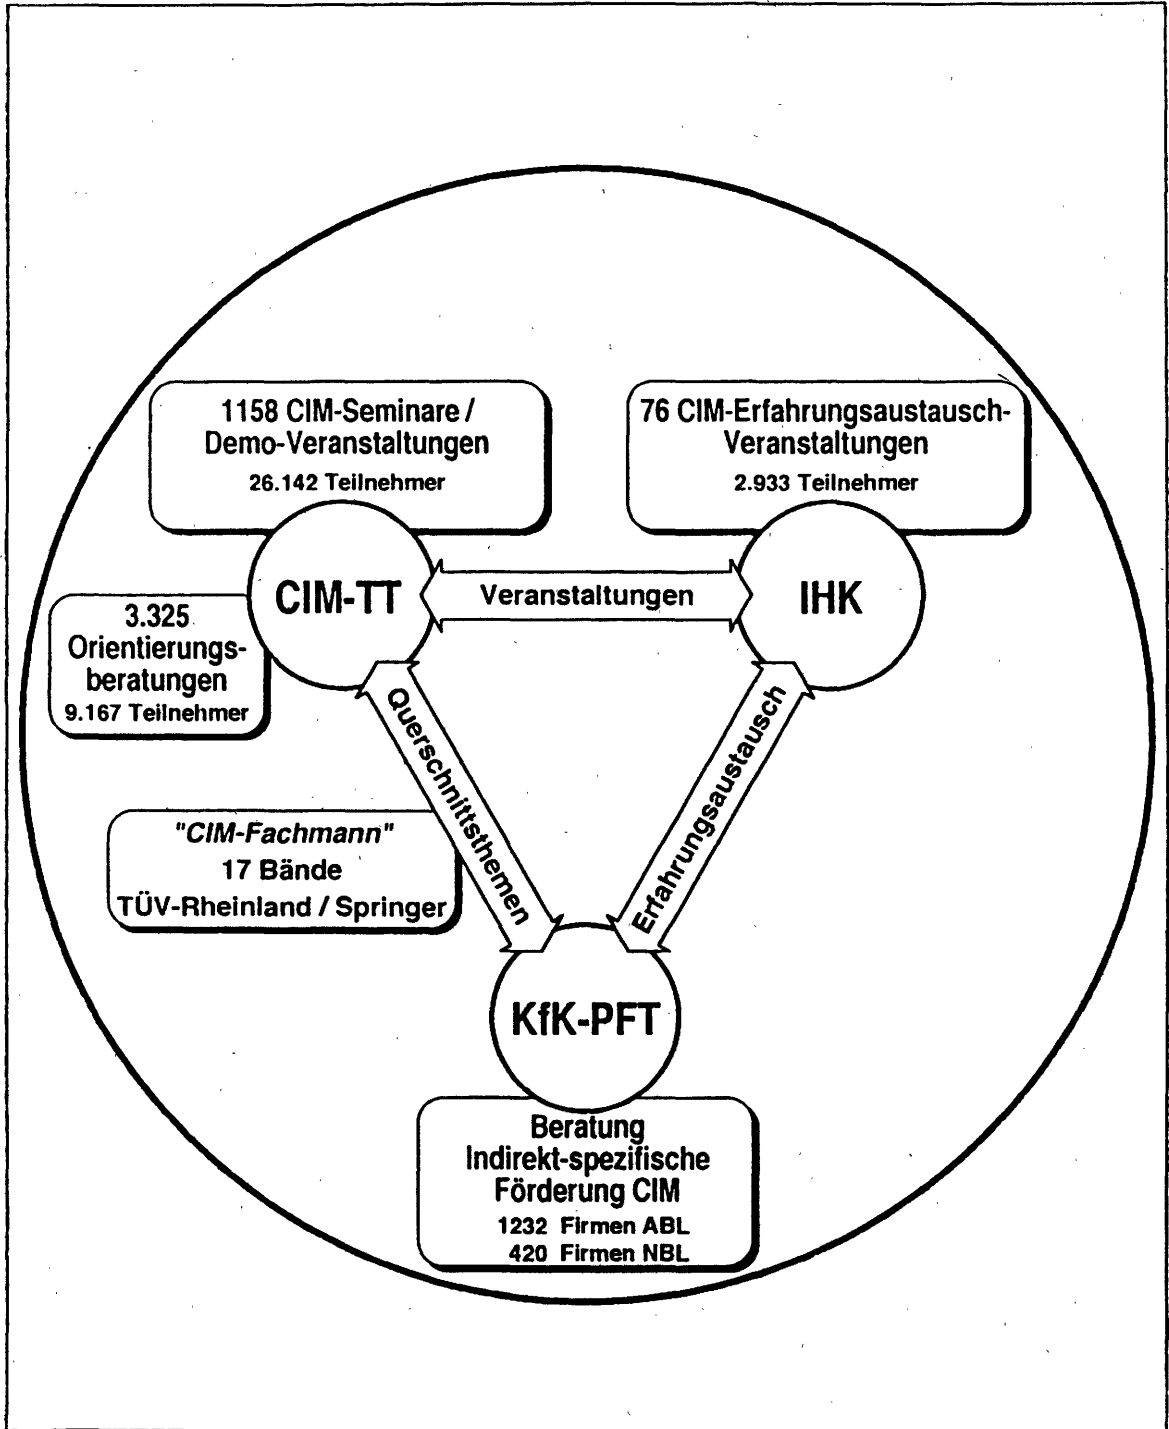 1158 CIM-Seminare /
Demo-Veranstaltungen
26.142 Teilnehmer
76 CIM-Erfahrungsaustausch-
Veranstaltungen
2.933 Teilnehmer
CIM-TT
Veranstaltungen
IHK
3.325
Orientierungs-
beratungen
9.167 Teilnehmer
Querschnittsthemen
Erfahrungsaustausch
"CIM-Fachmann"
17 Bände
TÜV-Rheinland / Springer
KfK-PFT
Beratung
Indirekt-spezifische
Förderung CIM
1232 Firmen ABL
420 Firmen NBL